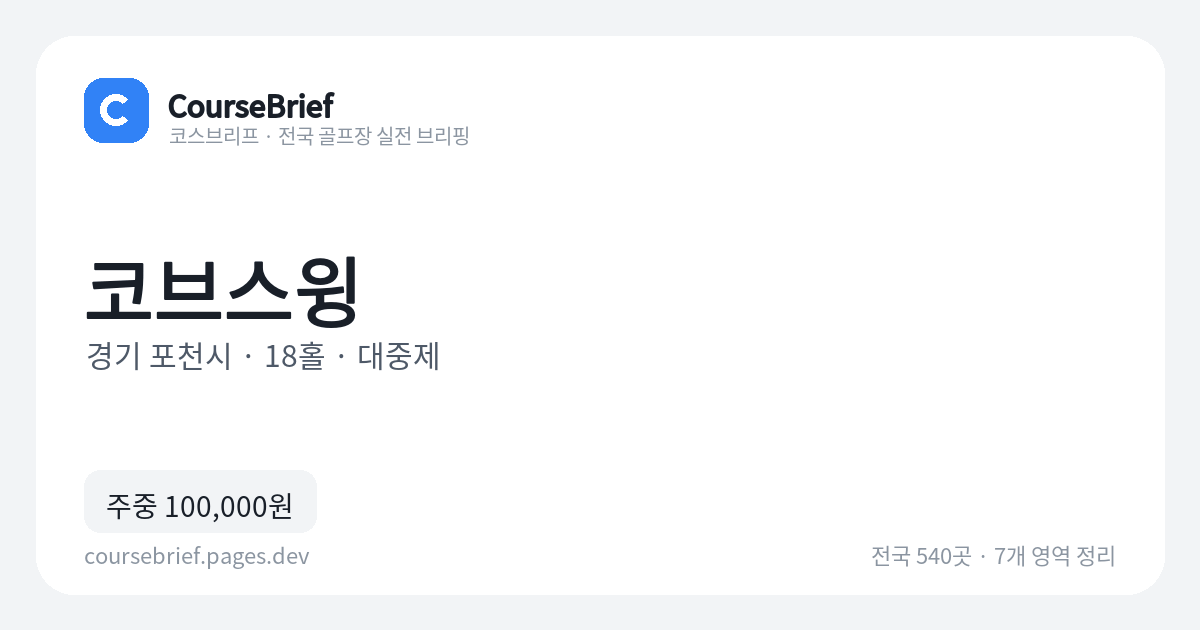 C
CourseBrief
코스브리프 · 전국 골프장 실전 브리핑
코브스윙
경기 포천시 · 18홀 · 대중제
주중 100,000원
coursebrief.pages.dev
전국 540곳 · 7개 영역 정리